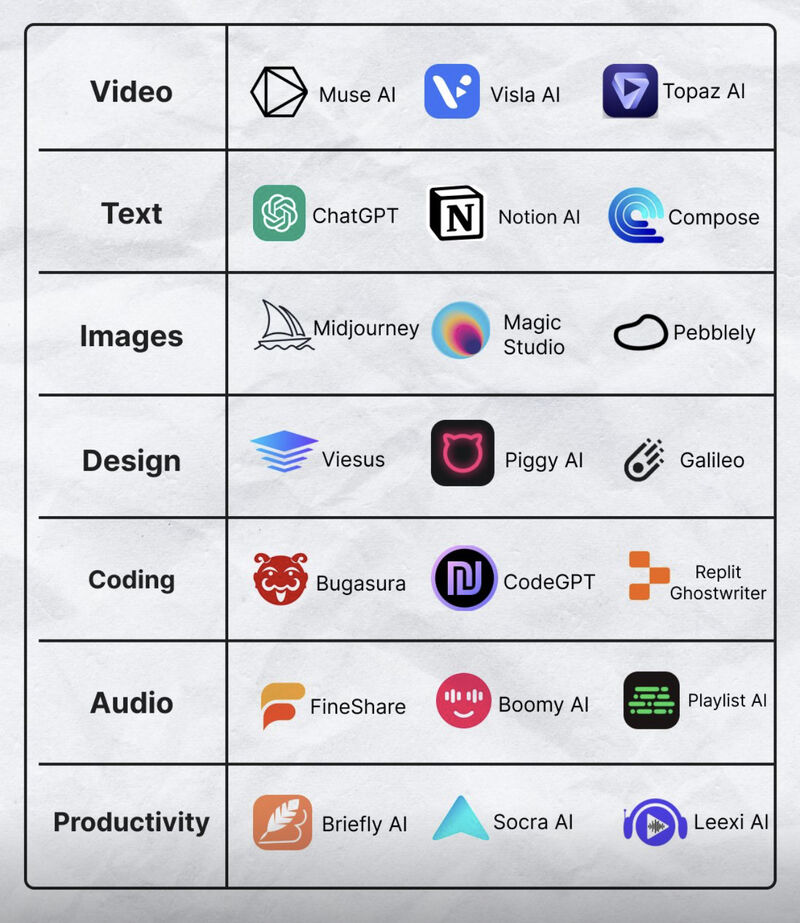 Video
Muse AI
Visla AI
Topaz AI
Text
ChatGPT
N
Notion AI
Compose
Images
Midjourney
Magic
Studio
Pebblely
Design
Viesus
Piggy AI
Galileo
Coding
Bugasura
CodeGPT
Replit
Ghostwriter
Audio
FineShare
Boomy AI
Playlist AI
Productivity
Briefly AI
Socra AI
Leexi AI